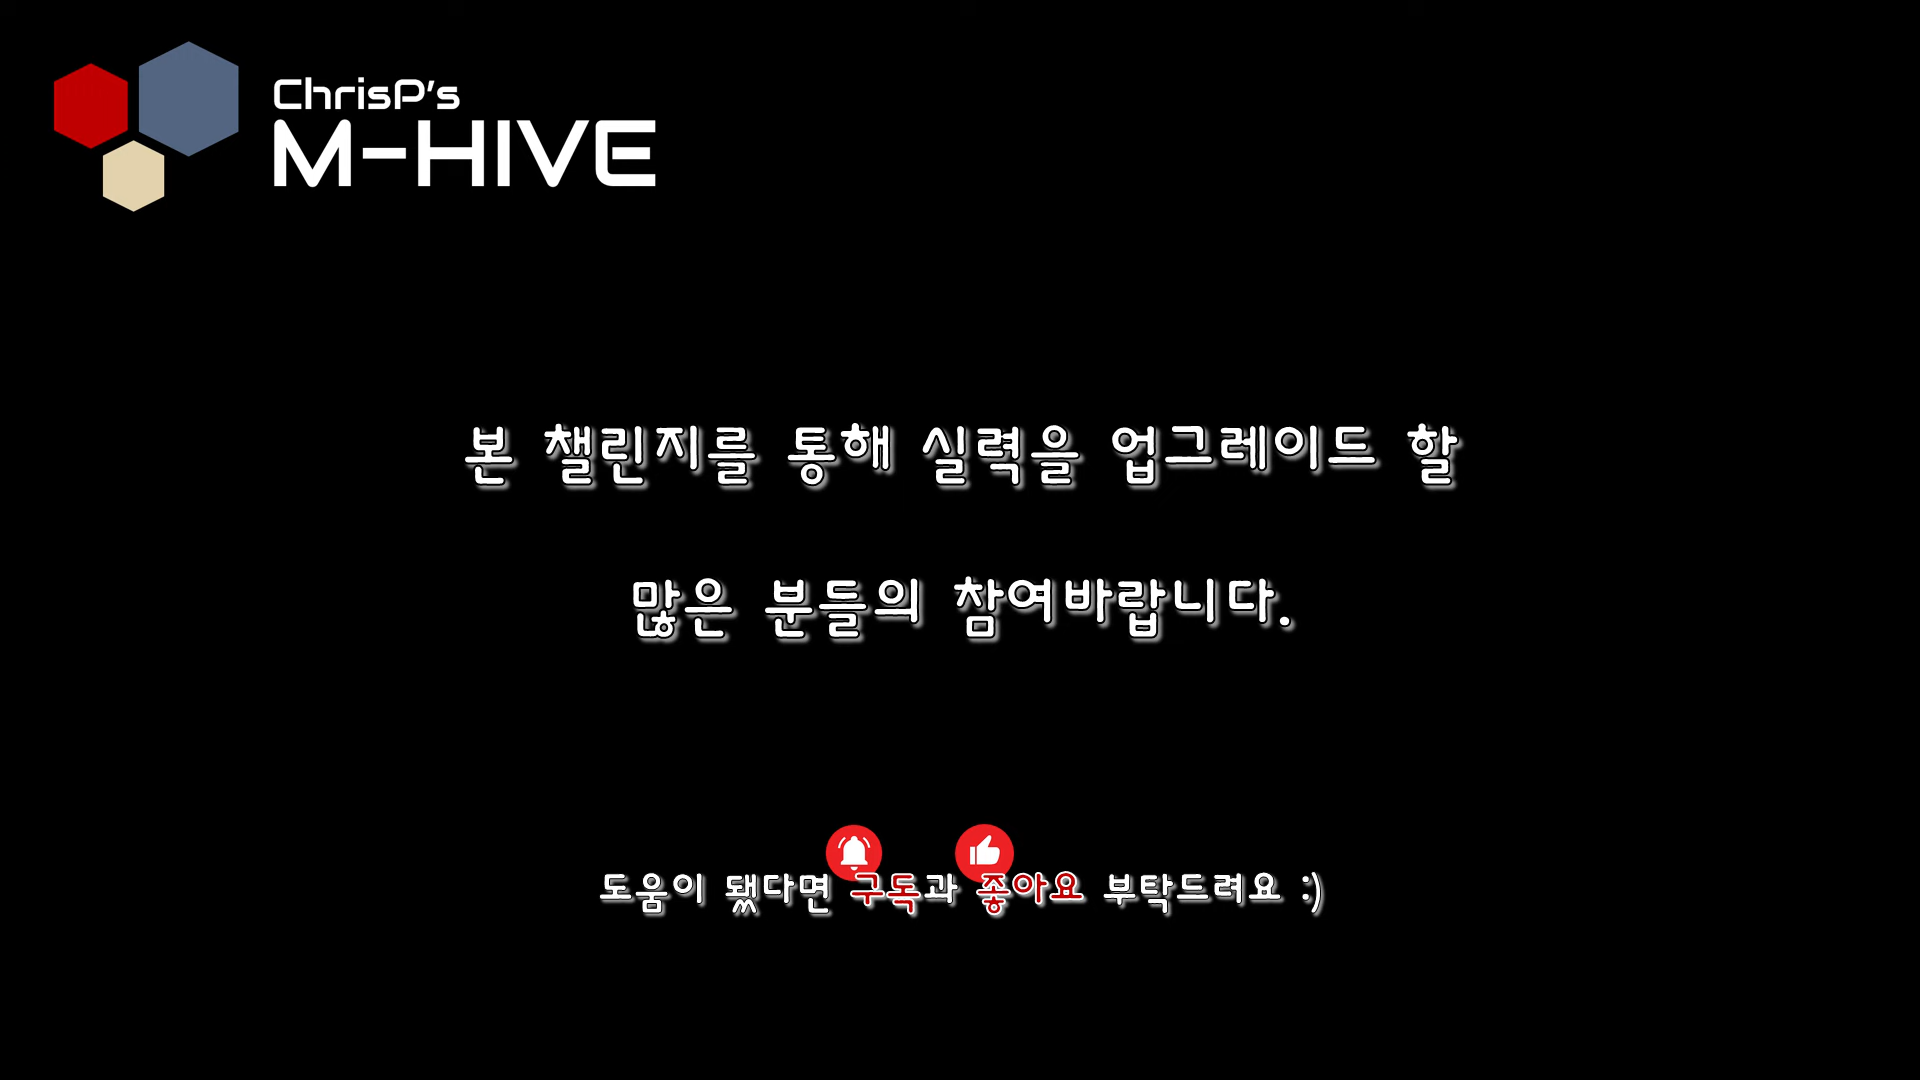 ChrisP's
M-HIVE
본 챌린지를 통해 실력을 업그레이드 할
많은 분들의 참여바랍니다.
도움이 됐다면 구독과 좋아요 부탁드려요 :)